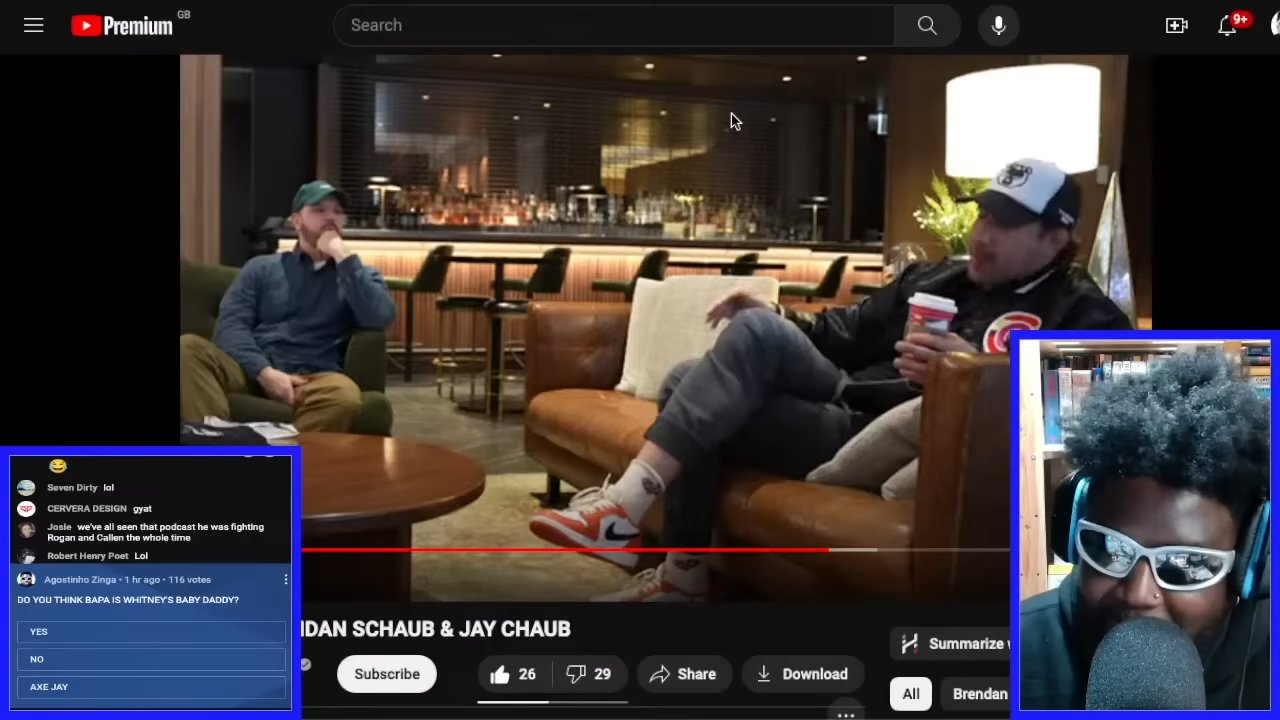 Premium
GB
Search
9+
Seven Dirty lol
CERVERA DESIGN gyat
Josie we've all seen that podcast he was fighting
Rogan and Callen the whole time
Robert Henry Poet Lol
Agostinho Zinga • 1 hr ago • 116 votes
DO YOU THINK BAPA IS WHITNEY'S BABY DADDY?
YES
NO
AXE JAY
DAN SCHAUB & JAY CHAUB
Subscribe
26
29
Share
Download
Summarize
All
Brendan